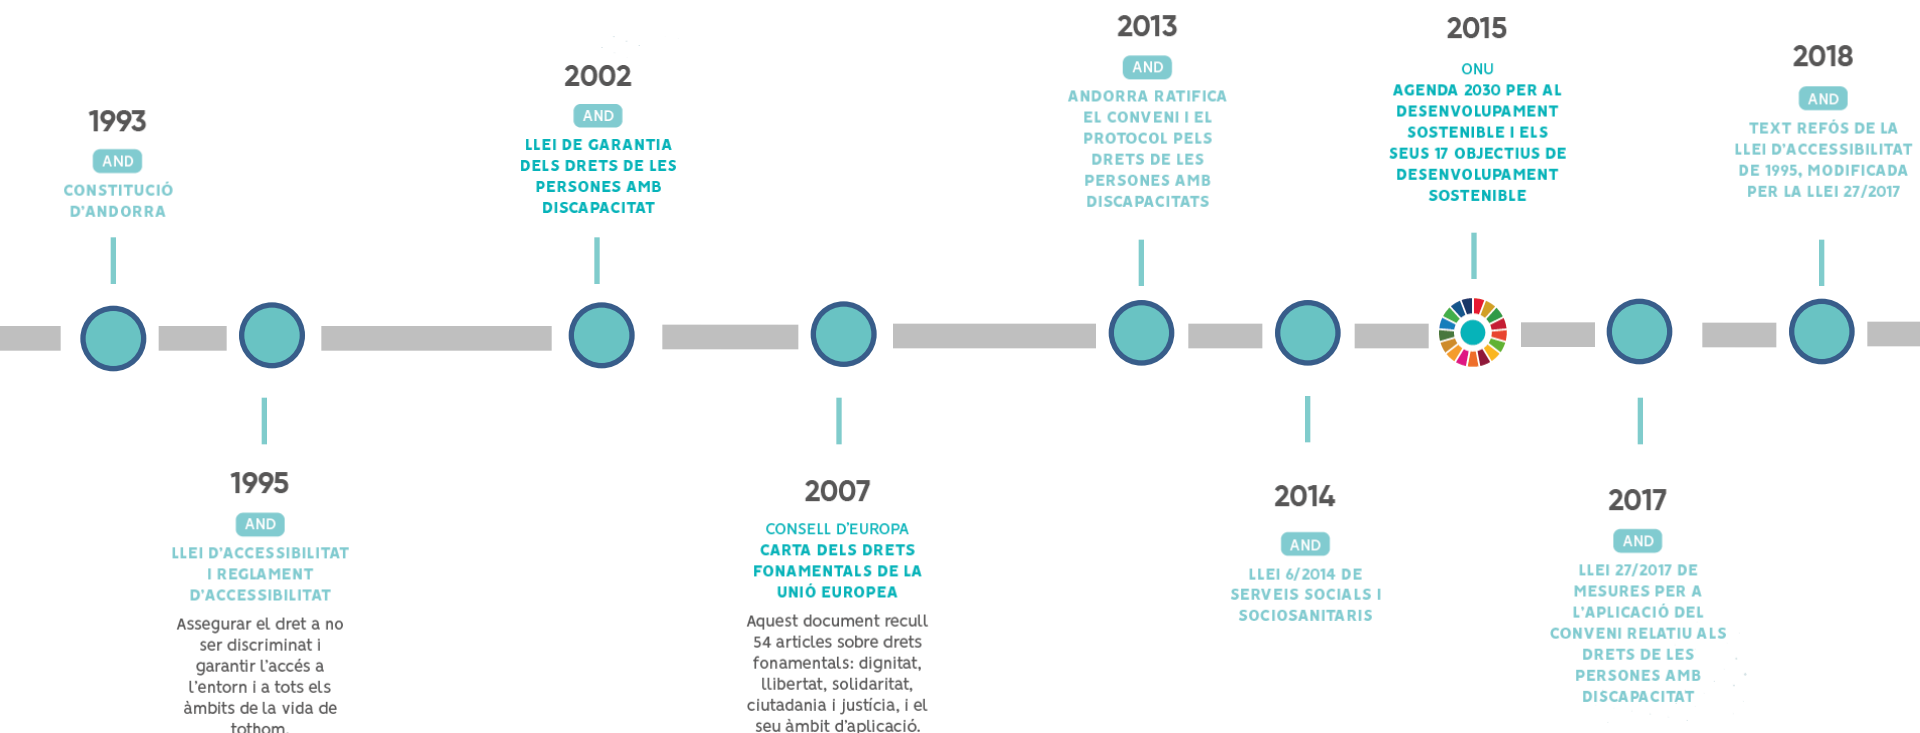 1993
AND
CONSTITUCIÓ
D'ANDORRA
1995
AND
LLEI D'ACCESSIBILITAT
I REGLAMENT
D'ACCESSIBILITAT
Assegurar el dret a no
ser discriminat i
garantir l'accés a
l'entorn i a tots els
àmbits de la vida de
tothom.
2002
AND
LLEI DE GARANTIA
DELS DRETS DE LES
PERSONES AMB
DISCAPACITAT
2007
CONSELL D'EUROPA
CARTA DELS DRETS
FONAMENTALS DE LA
UNIÓ EUROPEA
Aquest document recull
54 articles sobre drets
fonamentals: dignitat,
llibertat, solidaritat,
ciutadania i justícia, i el
seu àmbit d'aplicació.
2013
AND
ANDORRA RATIFICA
EL CONVENI I EL
PROTOCOL PELS
DRETS DE LES
PERSONES AMB
DISCAPACITATS
2014
AND
LLEI 6/2014 DE
SERVEIS SOCIALS I
SOCIOSANITARIS
2015
ONU
AGENDA 2030 PER AL
DESENVOLUPAMENT
SOSTENIBLE I ELS
SEUS 17 OBJECTIUS DE
DESENVOLUPAMENT
SOSTENIBLE
2017
AND
LLEI 27/2017 DE
MESURES PER A
L'APLICACIÓ DEL
CONVENI RELATIU ALS
DRETS DE LES
PERSONES AMB
DISCAPACITAT
2018
AND
TEXT REFÓS DE LA
LLEI D'ACCESSIBILITAT
DE 1995, MODIFICADA
PER LA LLEI 27/2017